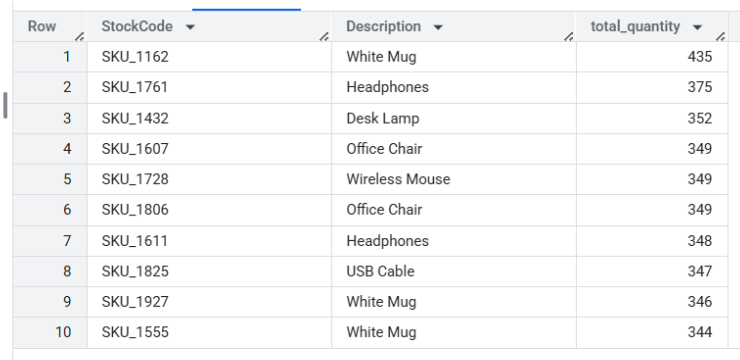 Row StockCode Description total_quantity
1 SKU_1162 White Mug 435
2 SKU_1761 Headphones 375
3 SKU_1432 Desk Lamp 352
4 SKU_1607 Office Chair 349
5 SKU_1728 Wireless Mouse 349
6 SKU_1806 Office Chair 349
7 SKU_1611 Headphones 348
8 SKU_1825 USB Cable 347
9 SKU_1927 White Mug 346
10 SKU_1555 White Mug 344